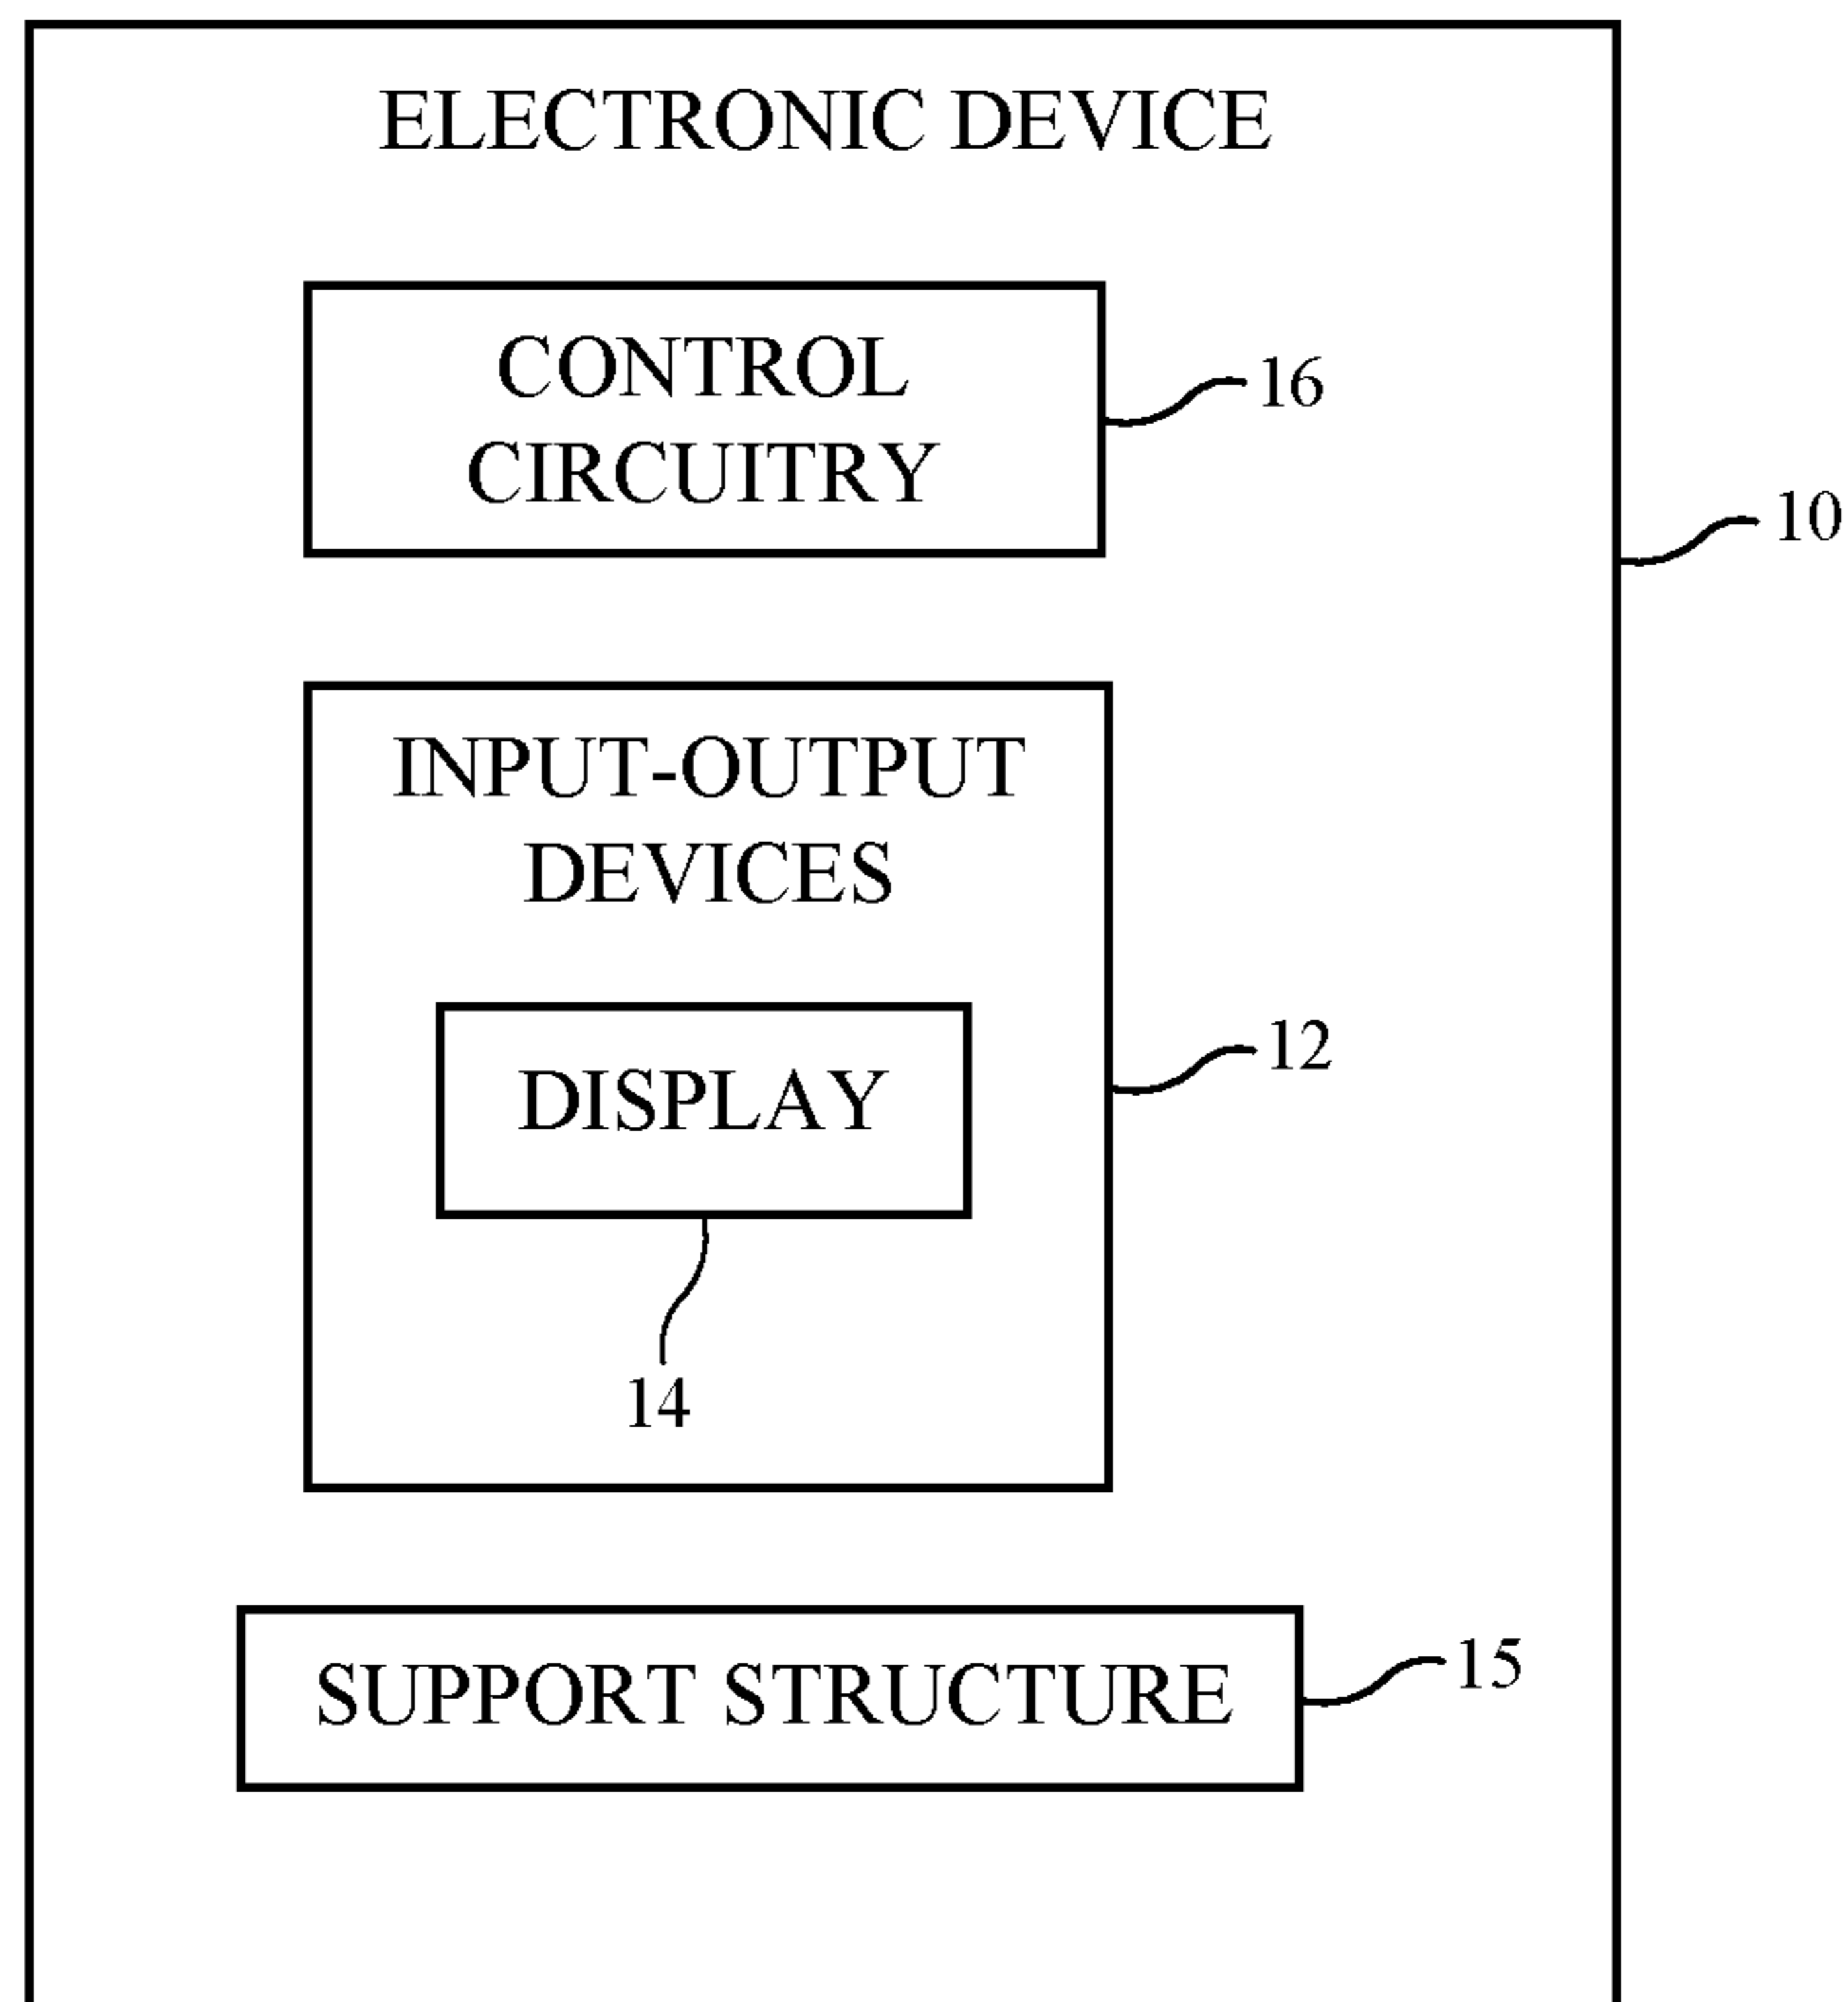 ELECTRONIC DEVICE
CONTROL
CIRCUITRY
16
10
INPUT-OUTPUT
DEVICES
12
DISPLAY
14
SUPPORT STRUCTURE
15